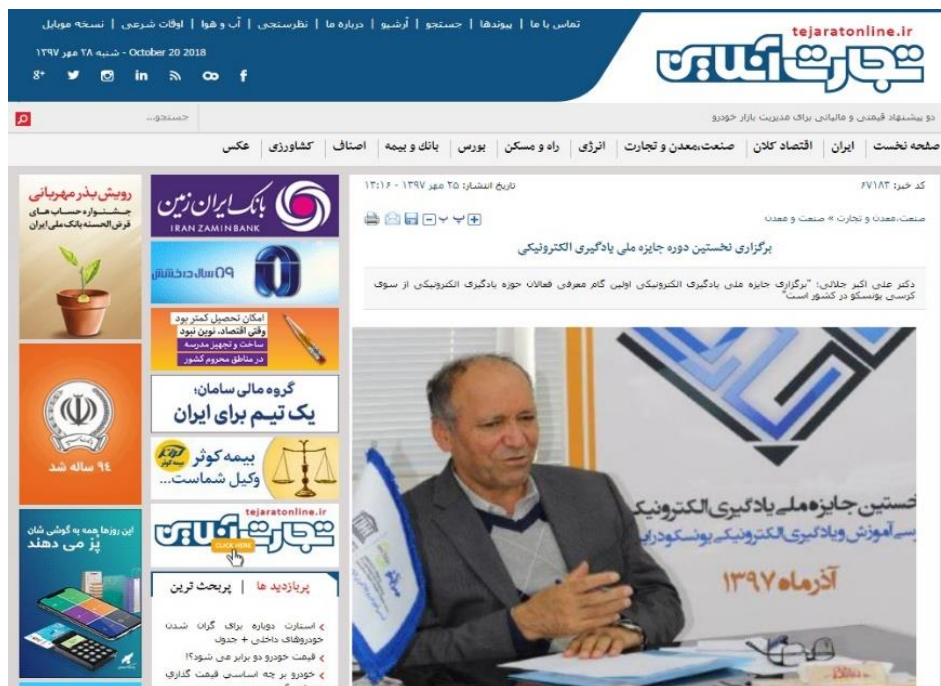 تماس با ما | پیوندها | جستجو | آرشیو | درباره ما | نظرسنجی | آب و هوا | اوقات شرعی | نسخه موبایل
شنبه ۲۸ مهر ۱۳۹۷ - October 20 2018
tejaratonline.ir
تجارت آنلاین
دو پیشنهاد قیمتی و مالیاتی برای مدیریت بازار خودرو
جستجو...
صفحه نخست | ایران | اقتصاد کلان | صنعت،معدن و تجارت | انرژی | راه و مسکن | بورس | بانك و بیمه | اصناف | کشاورزی | عکس
کد خبر: ۶۷۱۸۳
تاریخ انتشار: ۲۵ مهر ۱۳۹۷ - ۱۳:۱۶
صنعت،معدن و تجارت » صنعت و معدن
برگزاری نخستین دوره جایزه ملی یادگیری الکترونیکی
دکتر علی اکبر جلالی: "برگزاری جایزه ملی یادگیری الکترونیکی اولین گام معرفی فعالان حوزه یادگیری الکترونیکی از سوی
کرسی یونسکو در کشور است"
خستین جایزه ملی یادگیری الکترونیک
سی آموزش و یادگیری الکترونیکی یونسکو درایر
آذرماه ۱۳۹۷
بانک ایران زمین
IRAN ZAMIN BANK
۵۹ سال درخشش
امکان تحصیل کمتر بود
وقتی اقتصاد، نوین نبود
ساخت و تجهیز مدرسه
در مناطق محروم کشور
گروه مالی سامان؛
یک تیم برای ایران
بیمه کوثر
وکیل شماست...
کوثر
بیمه کوثر
tejaratonline.ir
تجارت آنلاین
CLICK HERE
پربازدید ها | پربحث ترین
استارت دوباره برای گران شدن
خودروهای داخلی + جدول
قیمت خودرو دو برابر می شود؟!
خودرو بر چه اساسی قیمت گذاری
رویش بذر مهربانی
جشنواره حساب های
قرض الحسنه بانک ملی ایران
۹۴ ساله شد
این روزها همه به گوشی شان
پُز می دهند